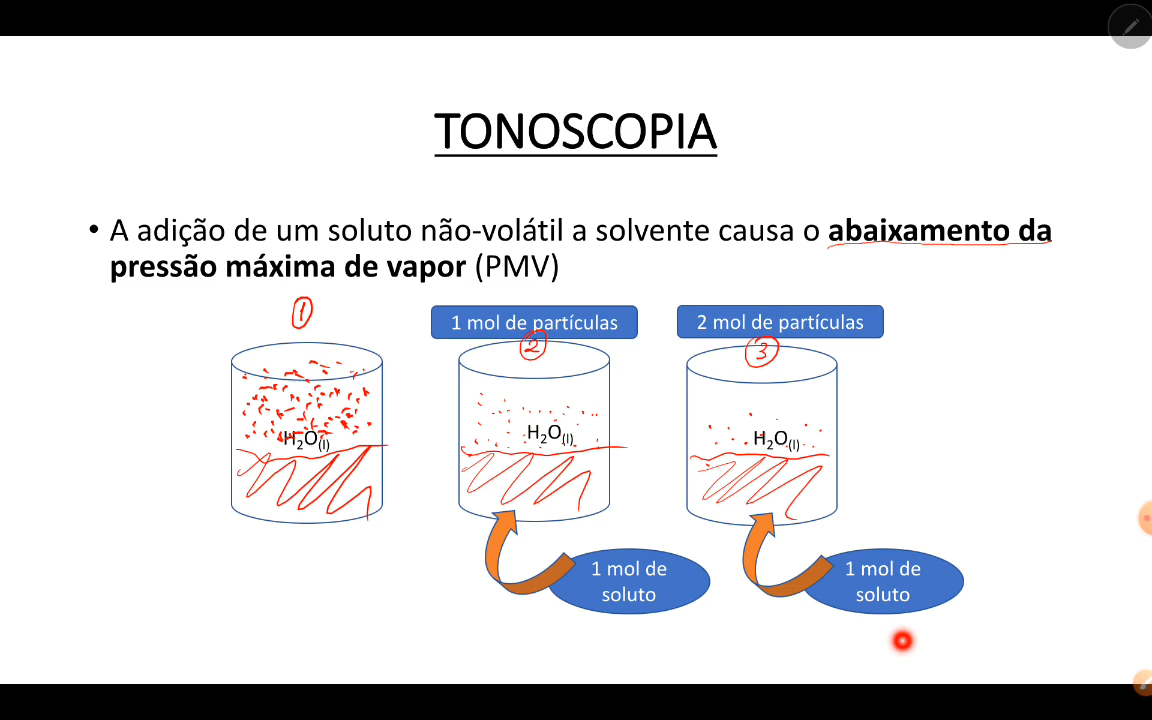 TONOSCOPIA
• A adição de um soluto não-volátil a solvente causa o abaixamento da
pressão máxima de vapor (PMV)
1
1 mol de partículas
2 mol de partículas
2
3
H₂O(l)
H₂O(l)
H₂O(l)
1 mol de
soluto
1 mol de
soluto